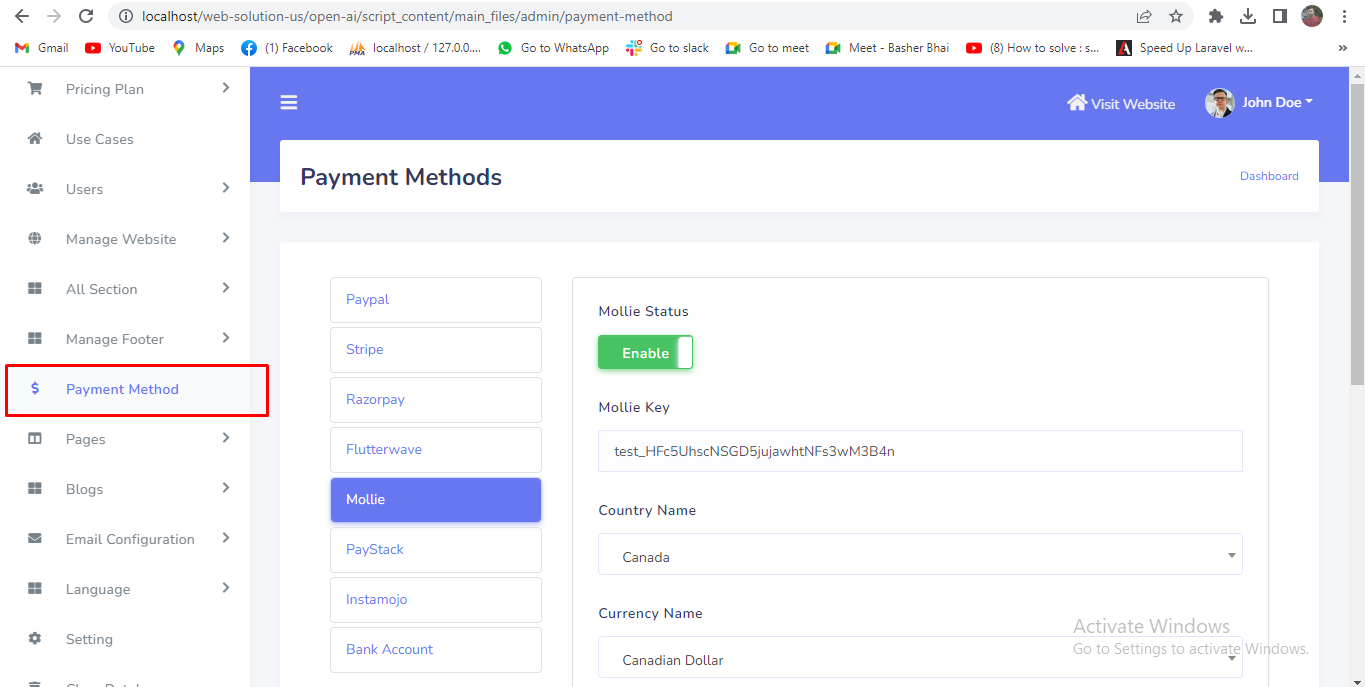 localhost/web-solution-us/open-ai/script_content/main_files/admin/payment-method
Gmail YouTube Maps (1) Facebook localhost / 127.0.0.... Go to WhatsApp Go to slack Go to meet Meet - Basher Bhai (8) How to solve : s... Speed Up Laravel w...
Pricing Plan
Use Cases
Users
Manage Website
All Section
Manage Footer
Payment Method
Pages
Blogs
Email Configuration
Language
Setting
Visit Website John Doe
Payment Methods
Dashboard
Paypal
Stripe
Razorpay
Flutterwave
Mollie
PayStack
Instamojo
Bank Account
Mollie Status
Enable
Mollie Key
test_HFc5UhscNSGD5jujawhtNFs3wM3B4n
Country Name
Canada
Currency Name
Canadian Dollar
Activate Windows
Go to Settings to activate Windows.